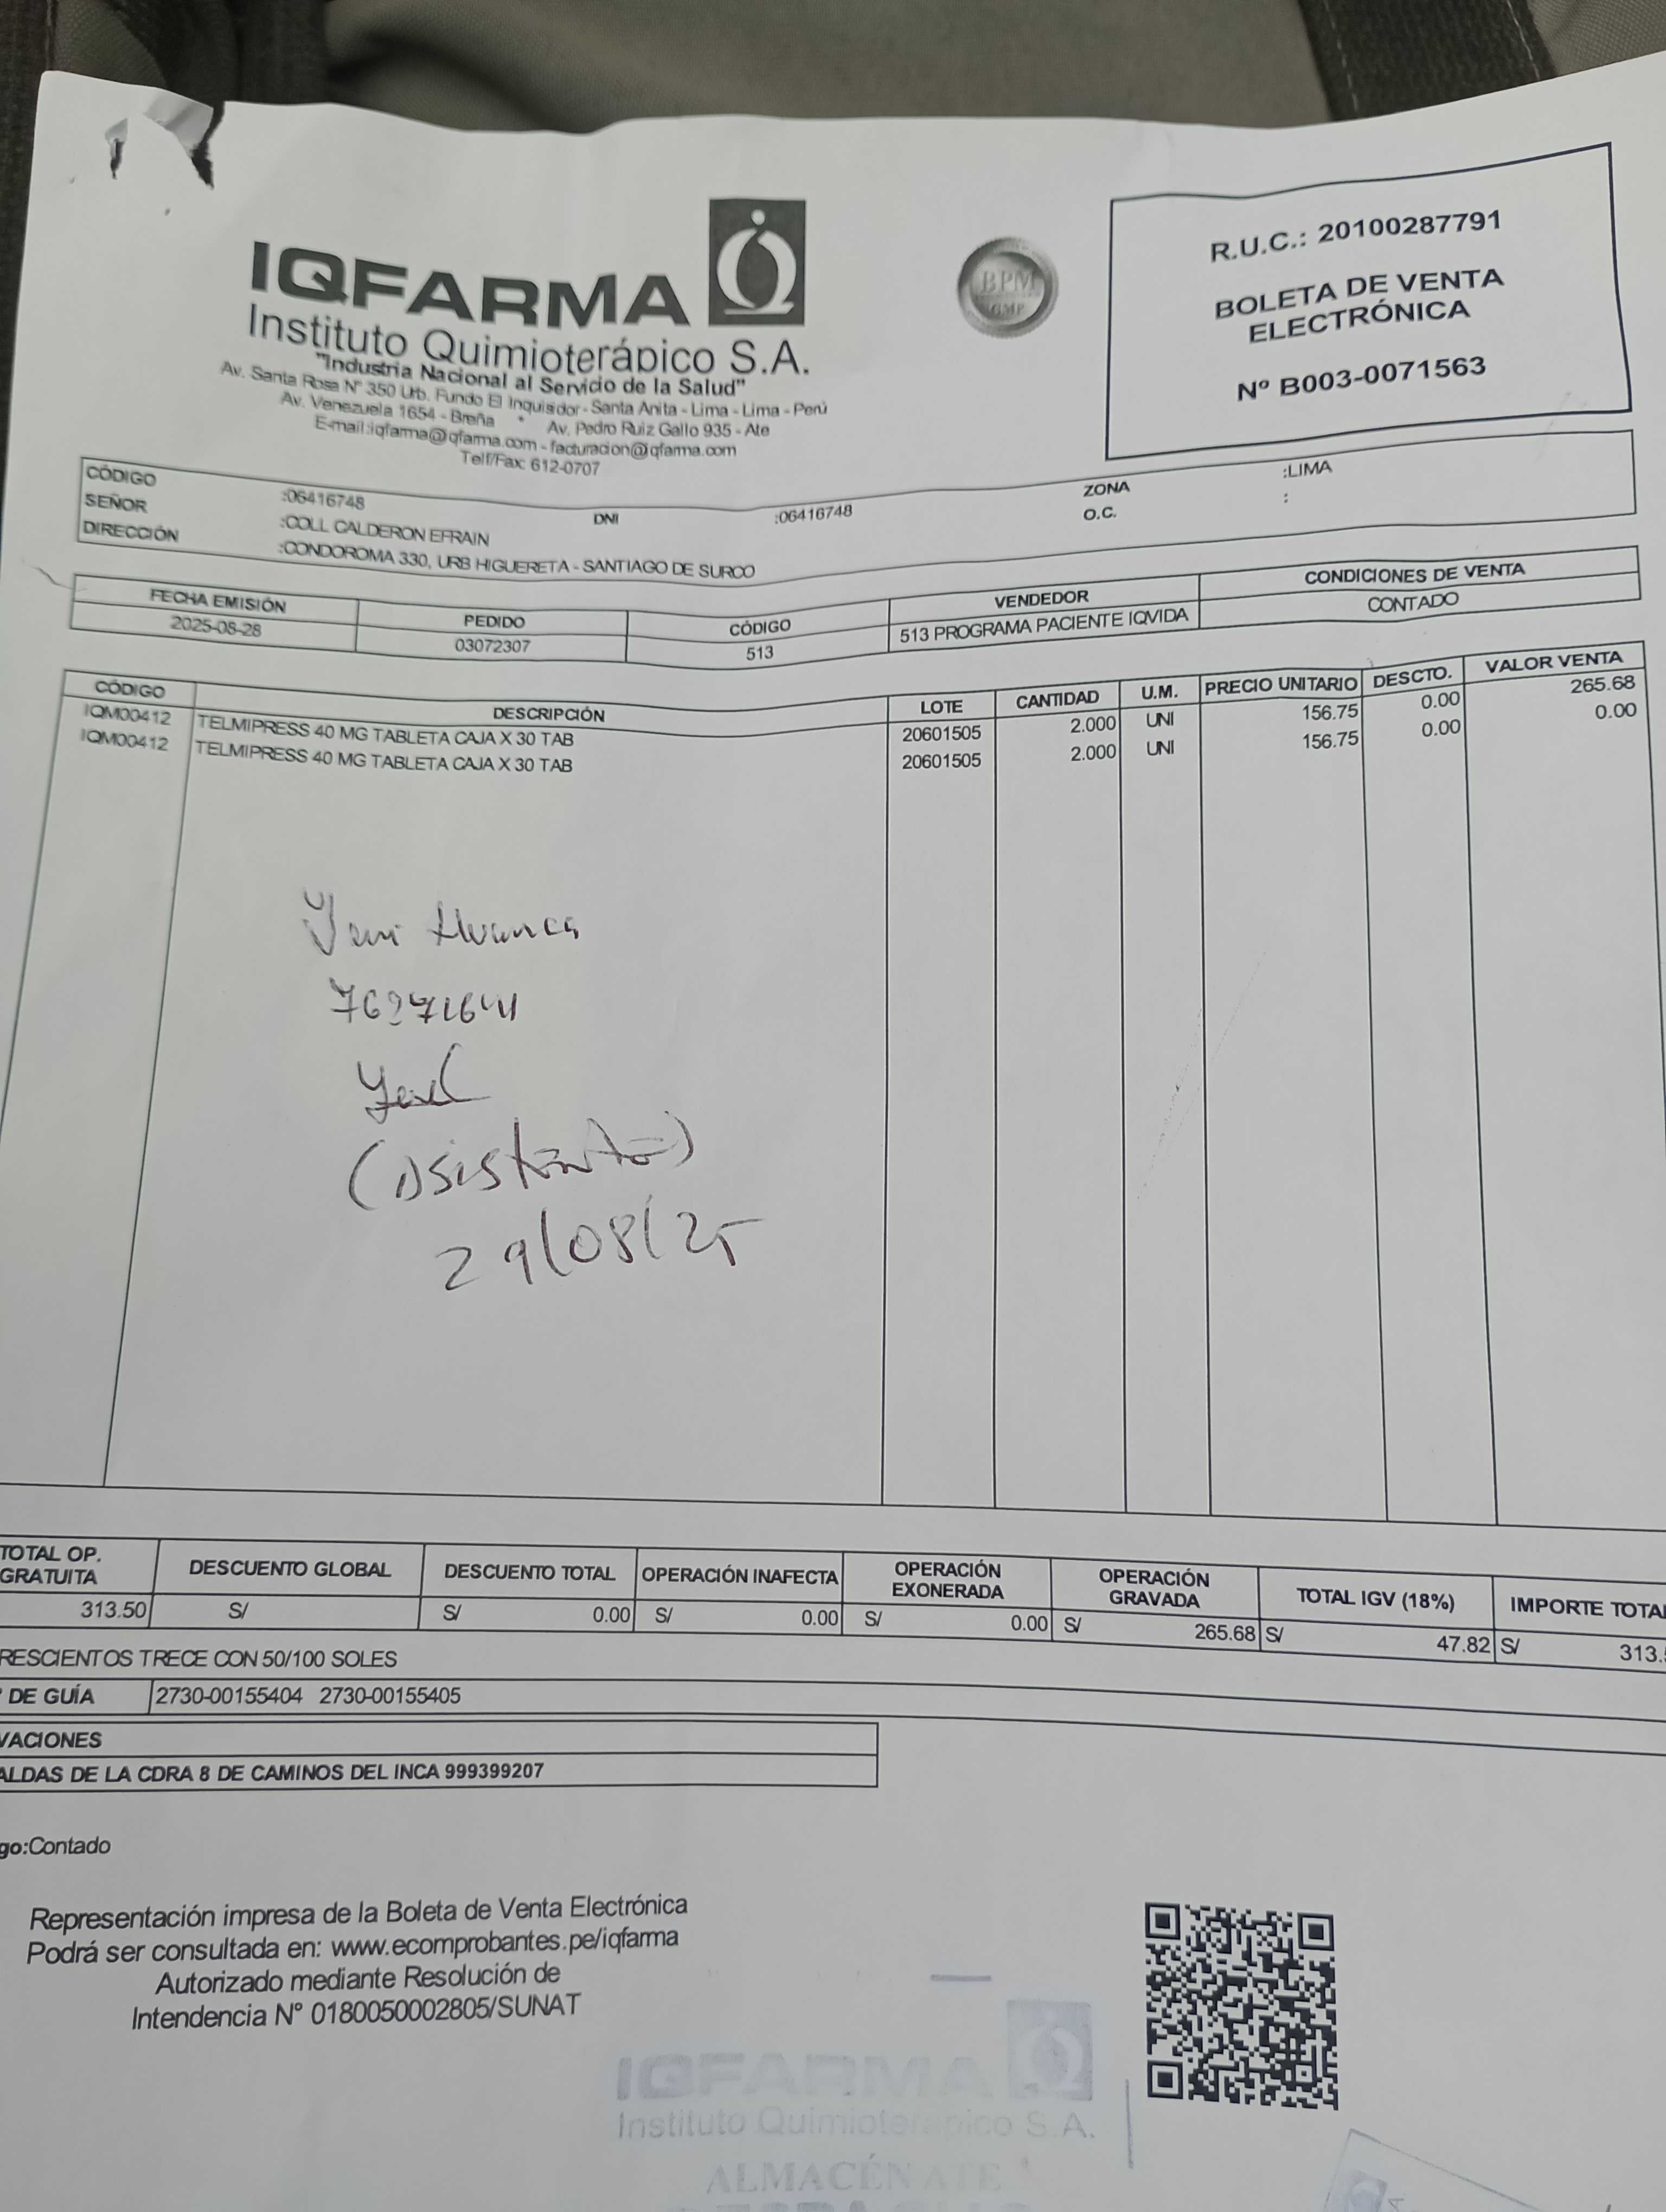 IQFARMA
Instituto Quimioterápico S.A.
"Industria Nacional al Servicio de la Salud"
Av. Santa Rosa N° 350 Urb. Fundo El Inquisidor - Santa Anita - Lima - Lima - Perú
Av. Venezuela 1654 - Breña * Av. Pedro Ruiz Gallo 935 - Ate
E-mail:iqfarma@iqfarma.com - facturacion@iqfarma.com
Telf/Fax: 612-0707
BPM
GMP
R.U.C.: 20100287791
BOLETA DE VENTA
ELECTRÓNICA
Nº B003-0071563
CÓDIGO :06416748 DNI :06416748 ZONA :LIMA
SEÑOR :COLL CALDERON EFRAIN O.C. :
DIRECCIÓN :CONDOROMA 330, URB HIGUERETA - SANTIAGO DE SURCO
FECHA EMISIÓN PEDIDO CÓDIGO VENDEDOR CONDICIONES DE VENTA
2025-08-28 03072307 513 513 PROGRAMA PACIENTE IQVIDA CONTADO
CÓDIGO DESCRIPCIÓN LOTE CANTIDAD U.M. PRECIO UNITARIO DESCTO. VALOR VENTA
IQM00412 TELMIPRESS 40 MG TABLETA CAJA X 30 TAB 20601505 2.000 UNI 156.75 0.00 265.68
IQM00412 TELMIPRESS 40 MG TABLETA CAJA X 30 TAB 20601505 2.000 UNI 156.75 0.00 0.00
(Asistente)
29/08/25
TOTAL OP. GRATUITA DESCUENTO GLOBAL DESCUENTO TOTAL OPERACIÓN INAFECTA OPERACIÓN EXONERADA OPERACIÓN GRAVADA TOTAL IGV (18%) IMPORTE TOTA
313.50 S/ S/ 0.00 S/ 0.00 S/ 0.00 S/ 265.68 S/ 47.82 S/ 313.
RESCIENTOS TRECE CON 50/100 SOLES
DE GUÍA 2730-00155404 2730-00155405
VACIONES
ALDAS DE LA CDRA 8 DE CAMINOS DEL INCA 999399207
go:Contado
Representación impresa de la Boleta de Venta Electrónica
Podrá ser consultada en: www.ecomprobantes.pe/iqfarma
Autorizado mediante Resolución de
Intendencia N° 0180050002805/SUNAT
IQFARMA
Instituto Quimioterapico S.A.
ALMACÉN ATE